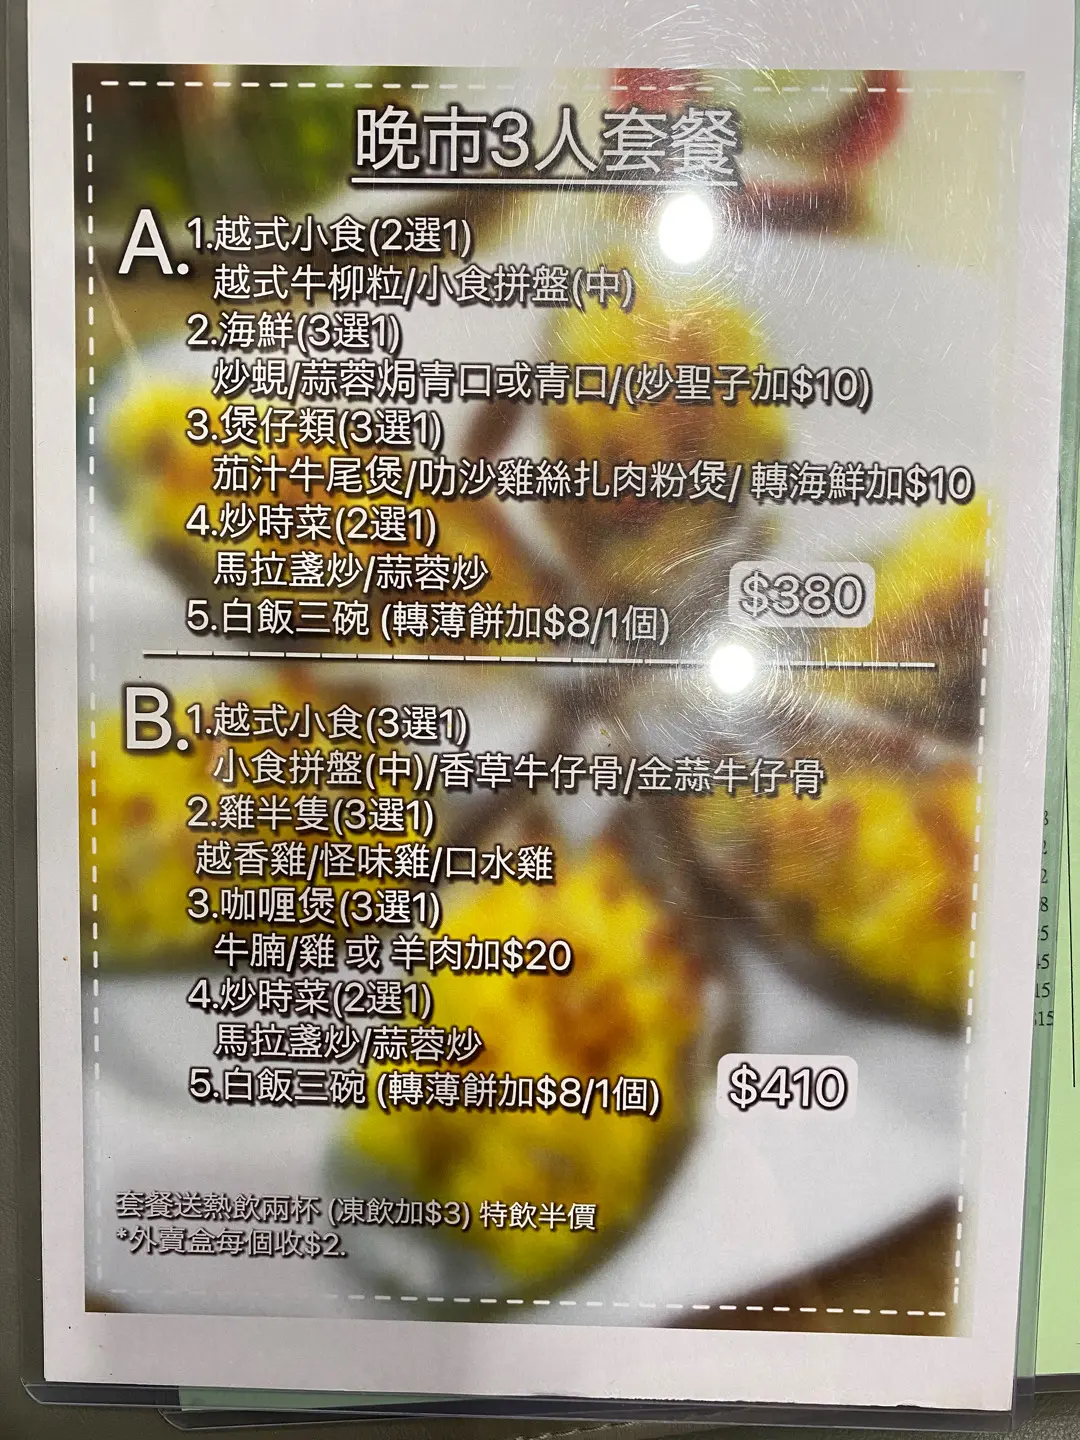 晚市3人套餐
A. 1.越式小食(2選1)
越式牛柳粒/小食拼盤(中)
2.海鮮(3選1)
炒蜆/蒜蓉焗青口或青口/(炒聖子加$10)
3.煲仔類(3選1)
茄汁牛尾煲/叻沙雞絲扎肉粉煲/ 轉海鮮加$10
4.炒時菜(2選1)
馬拉盞炒/蒜蓉炒
5.白飯三碗 (轉薄餅加$8/1個)
$380
B. 1.越式小食(3選1)
小食拼盤(中)/香草牛仔骨/金蒜牛仔骨
2.雞半隻(3選1)
越香雞/怪味雞/口水雞
3.咖喱煲(3選1)
牛腩/雞 或 羊肉加$20
4.炒時菜(2選1)
馬拉盞炒/蒜蓉炒
5.白飯三碗 (轉薄餅加$8/1個)
$410
套餐送熱飲兩杯 (凍飲加$3) 特飲半價
*外賣盒每個收$2.